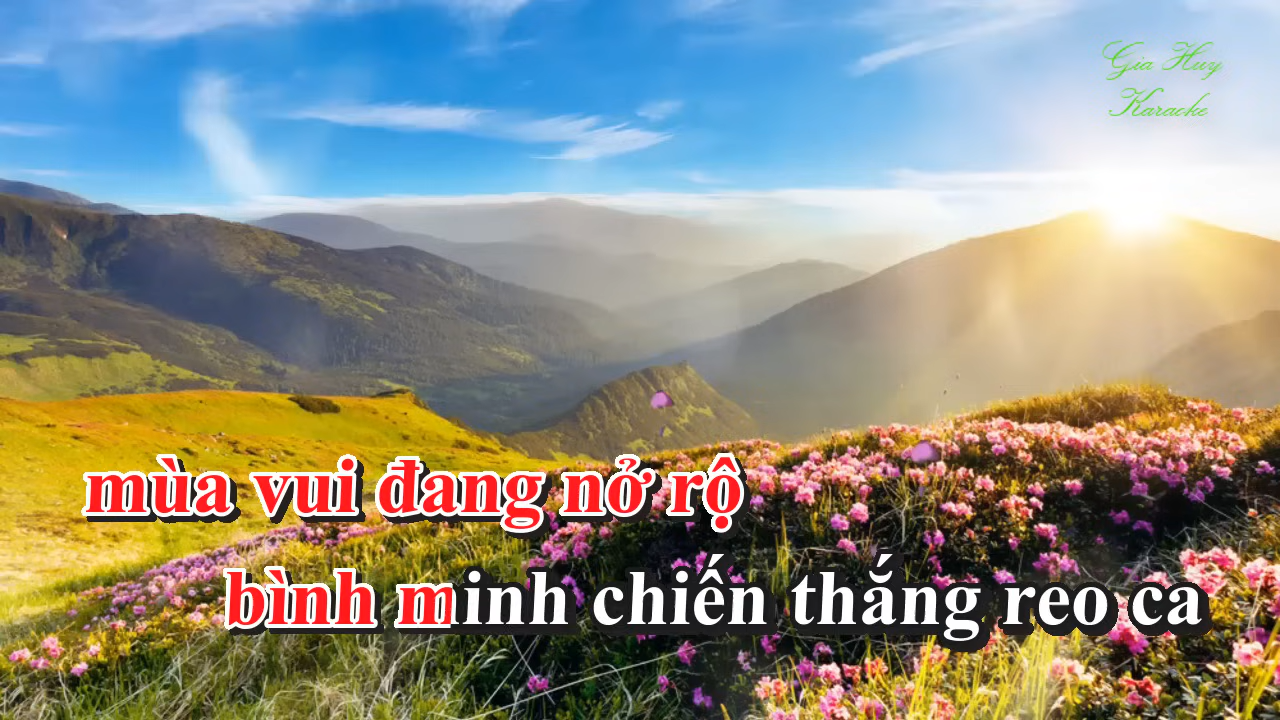 Gia Huy
Karaoke
mùa vui đang nở rộ
bình minh chiến thắng reo ca